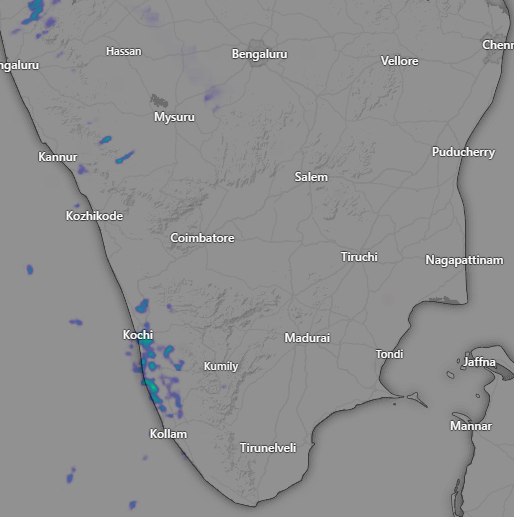 Hassan
Bengaluru
Chenn
ngaluru
Vellore
Mysuru
Kannur
Puducherry
Salem
Kozhikode
Coimbatore
Tiruchi
Nagapattinam
Kochi
Madurai
Tondi
Jaffna
Kumily
Mannar
Kollam
Tirunelveli